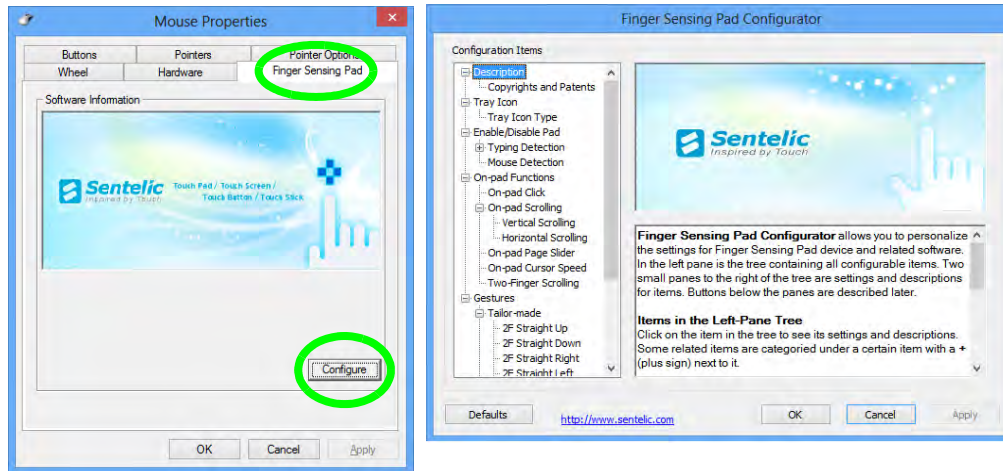 Mouse Properties
Buttons
Pointers
Pointer Options
Wheel
Hardware
Finger Sensing Pad
Software Information
Sentelic
Inspired by Touch
Touch Pad / Touch Screen /
Touch Button / Touch Stick
Configure
OK
Cancel
Apply
Finger Sensing Pad Configurator
Configuration Items
Description
Copyrights and Patents
Tray Icon
Tray Icon Type
Enable/Disable Pad
Typing Detection
Mouse Detection
On-pad Functions
On-pad Click
On-pad Scrolling
Vertical Scrolling
Horizontal Scrolling
On-pad Page Slider
On-pad Cursor Speed
Two-Finger Scrolling
Gestures
Tailor-made
2F Straight Up
2F Straight Down
2F Straight Right
2F Straight Left
Sentelic
Inspired by Touch
Finger Sensing Pad Configurator allows you to personalize
the settings for Finger Sensing Pad device and related software.
In the left pane is the tree containing all configurable items. Two
small panes to the right of the tree are settings and descriptions
for items. Buttons below the panes are described later.
Items in the Left-Pane Tree
Click on the item in the tree to see its settings and descriptions.
Some related items are categoried under a certain item with a +
(plus sign) next to it.
Defaults
http://www.sentelic.com
OK
Cancel
Apply